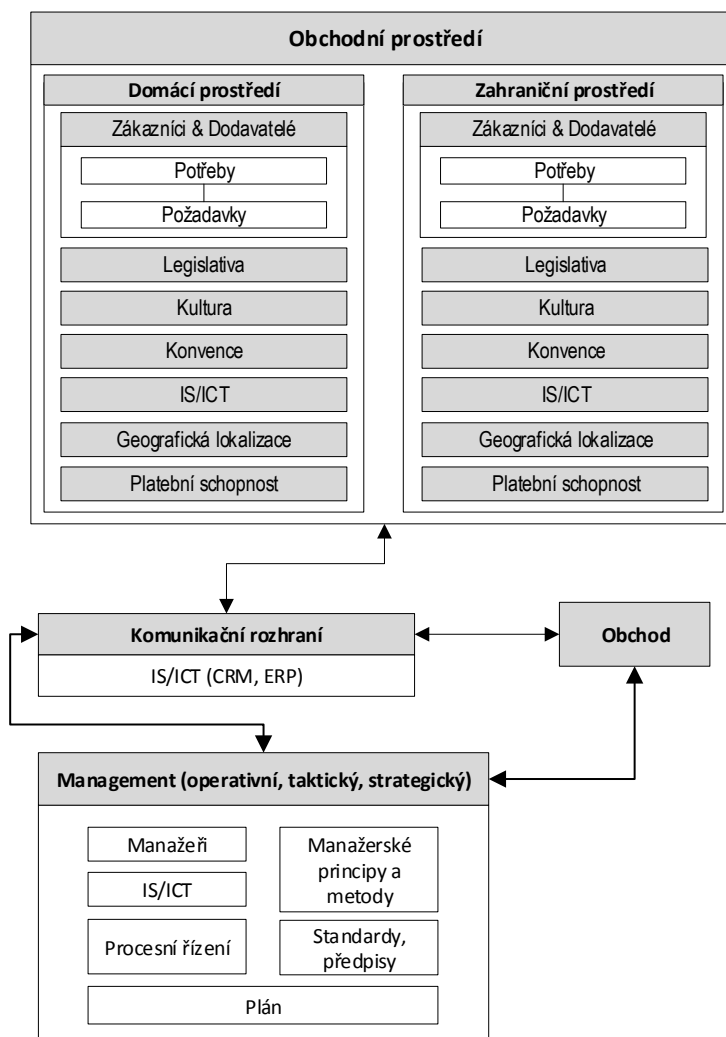 Obchodní prostředí
Domácí prostředí
Zákazníci & Dodavatelé
Potřeby
Požadavky
Legislativa
Kultura
Konvence
IS/ICT
Geografická lokalizace
Platební schopnost
Zahraniční prostředí
Zákazníci & Dodavatelé
Potřeby
Požadavky
Legislativa
Kultura
Konvence
IS/ICT
Geografická lokalizace
Platební schopnost
Komunikační rozhraní
IS/ICT (CRM, ERP)
Obchod
Management (operativní, taktický, strategický)
Manažeři
IS/ICT
Procesní řízení
Manažerské
principy a
metody
Standardy,
předpisy
Plán